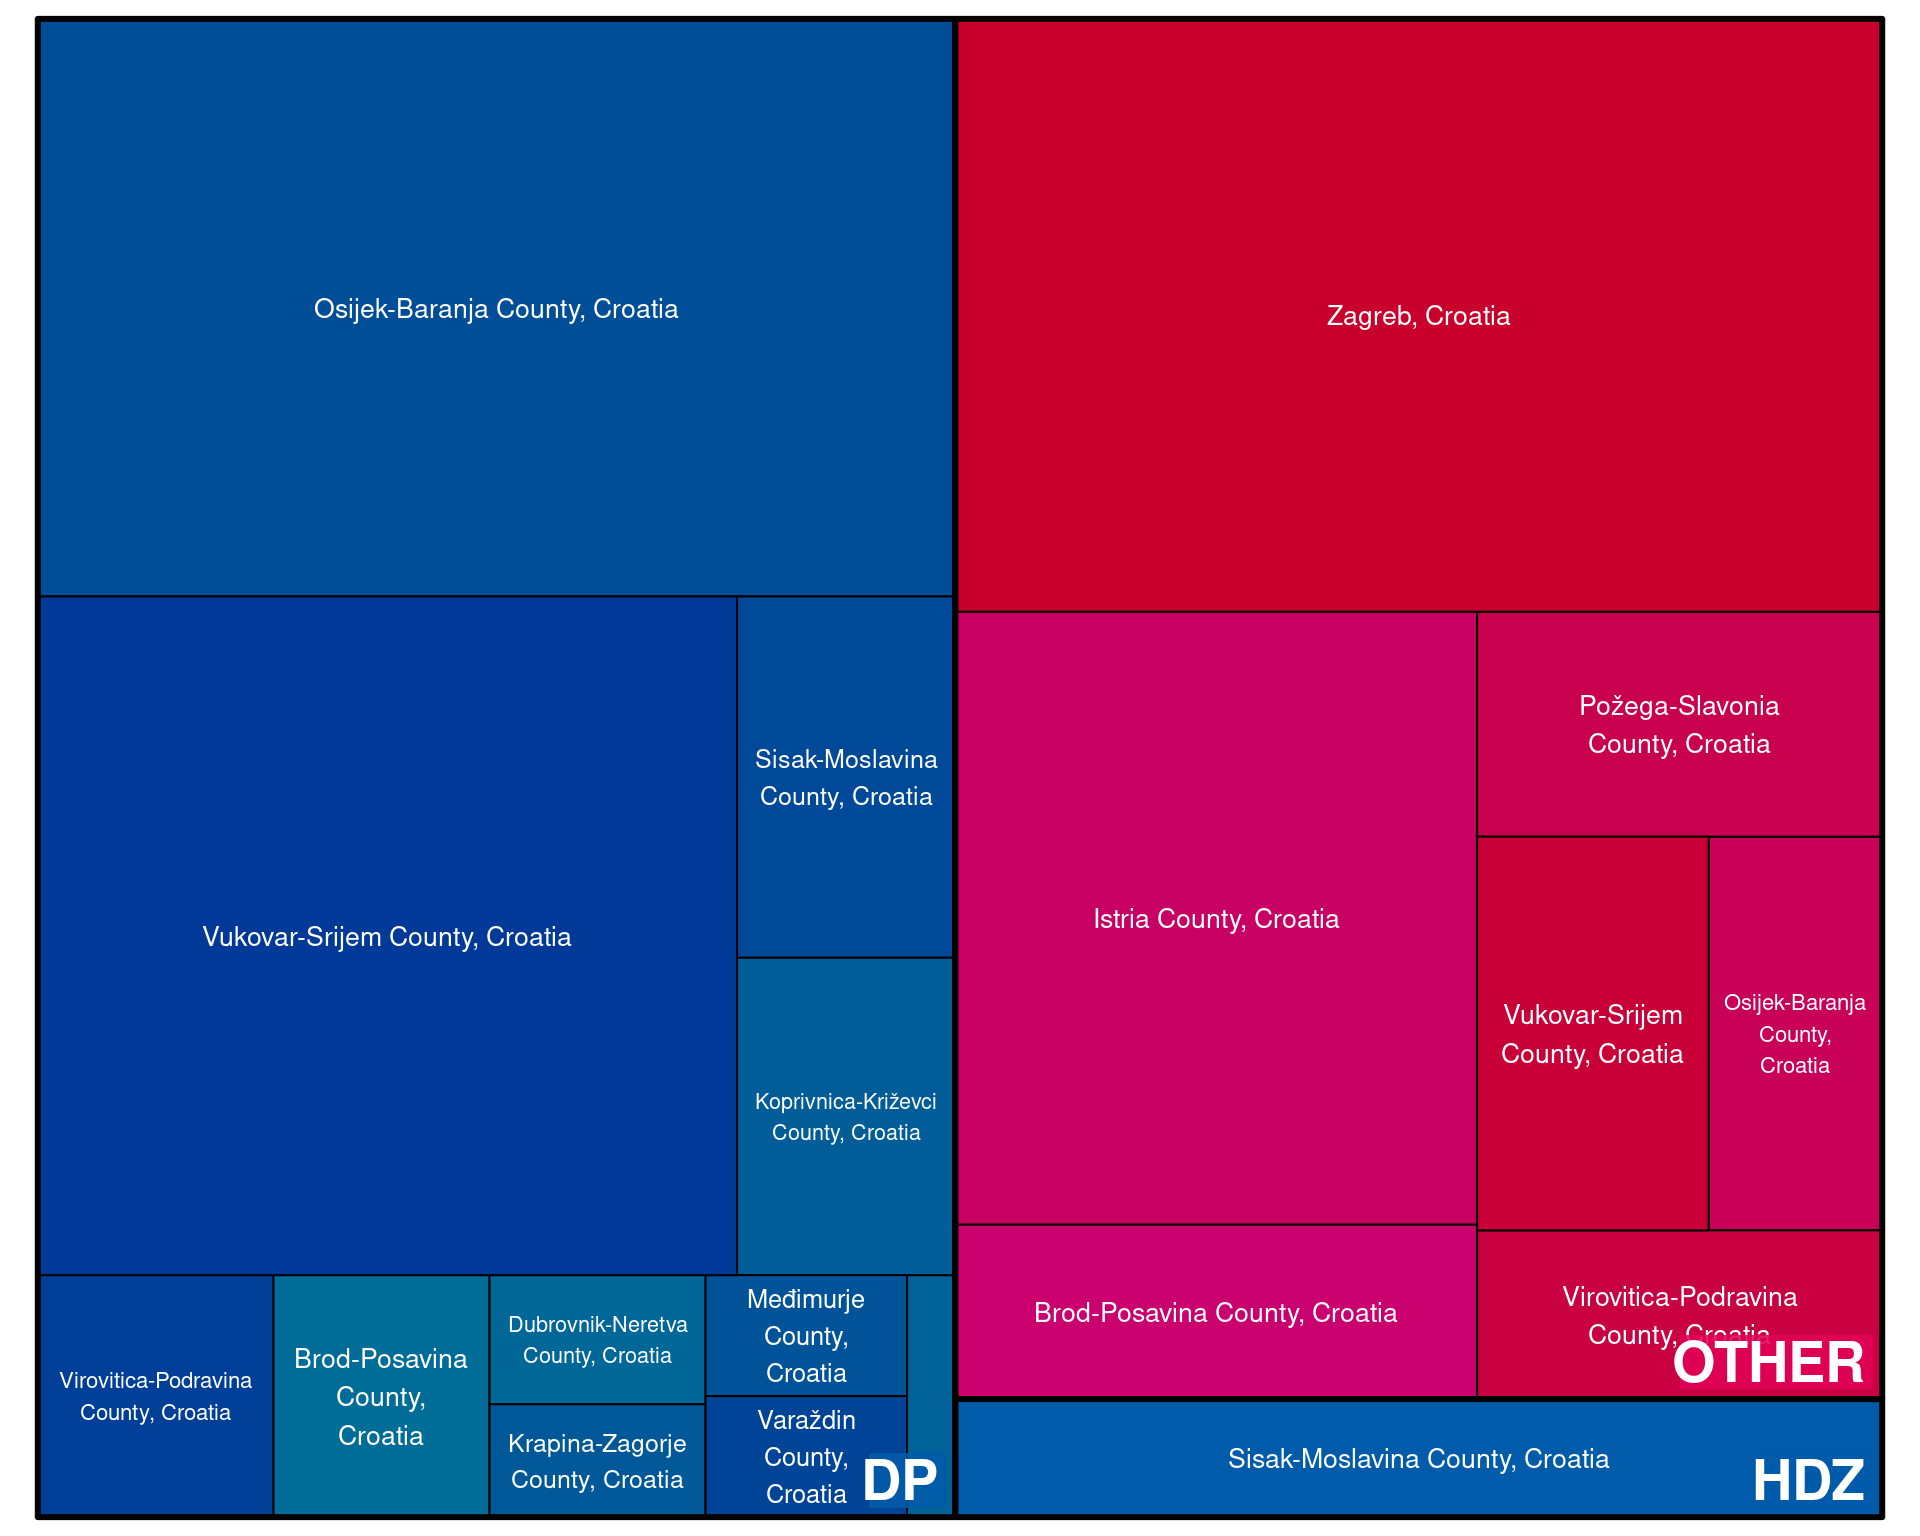 Osijek-Baranja County, Croatia
Vukovar-Srijem County, Croatia
Sisak-Moslavina
County, Croatia
Koprivnica-Križevci
County, Croatia
Virovitica-Podravina
County, Croatia
Brod-Posavina
County,
Croatia
Dubrovnik-Neretva
County, Croatia
Krapina-Zagorje
County, Croatia
Međimurje
County,
Croatia
Varaždin
County,
Croatia
DP
Zagreb, Croatia
Istria County, Croatia
Požega-Slavonia
County, Croatia
Vukovar-Srijem
County, Croatia
Osijek-Baranja
County,
Croatia
Brod-Posavina County, Croatia
Virovitica-Podravina
County, Croatia
OTHER
Sisak-Moslavina County, Croatia
HDZ